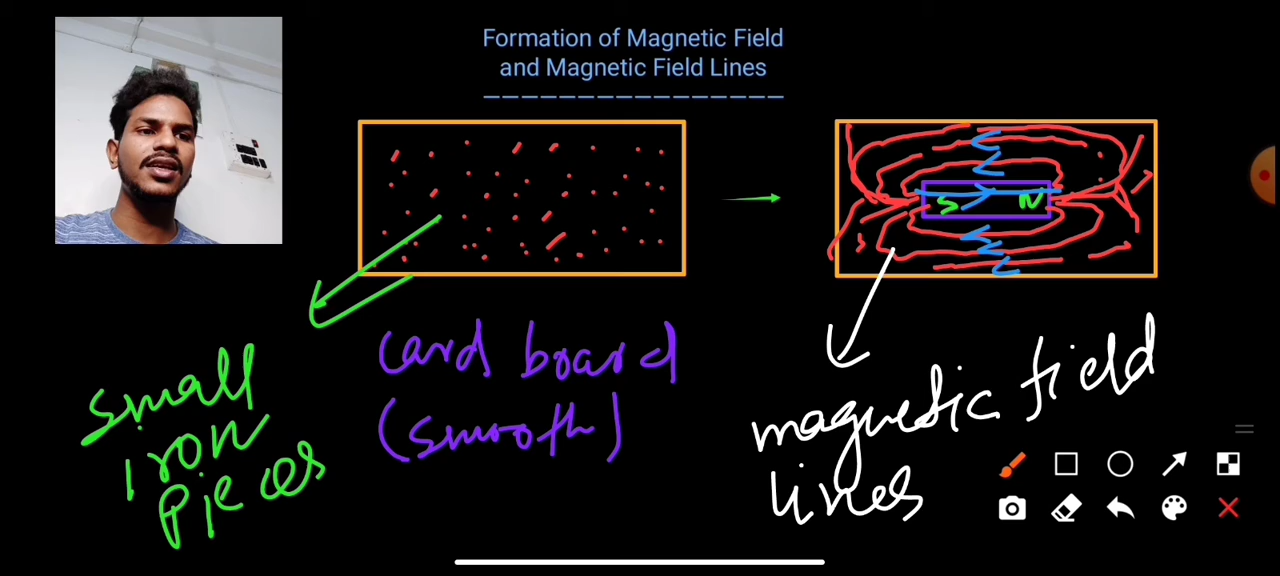 Formation of Magnetic Field
and Magnetic Field Lines
S N
small
iron
pieces
card board
(smooth)
magnetic field
lines